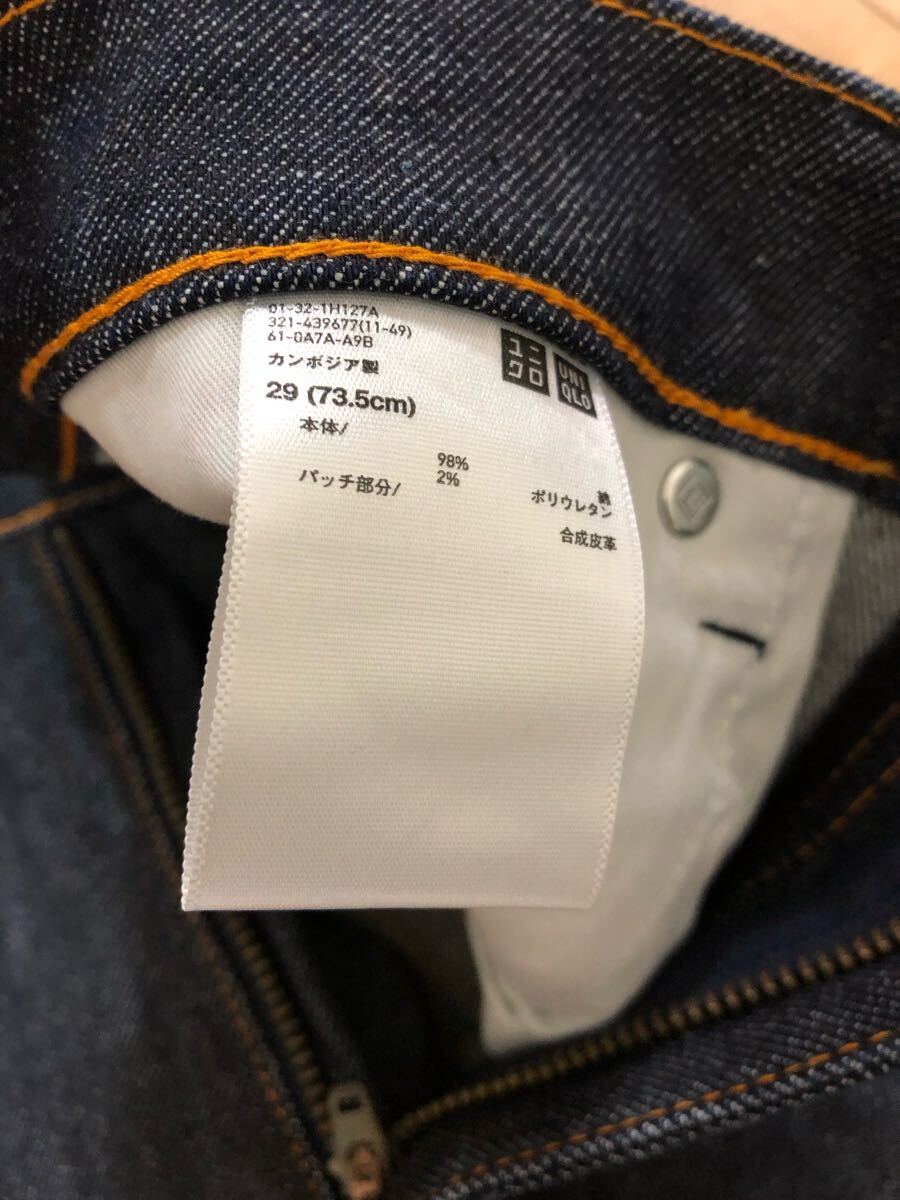 01-32-1H127A
321-439677(11-49)
61-0A7A-A9B
カンボジア製
29 (73.5cm)
ユニ
クロ
UNI
QLO
本体/
98%
綿
2%
ポリウレタン
パッチ部分/
合成皮革